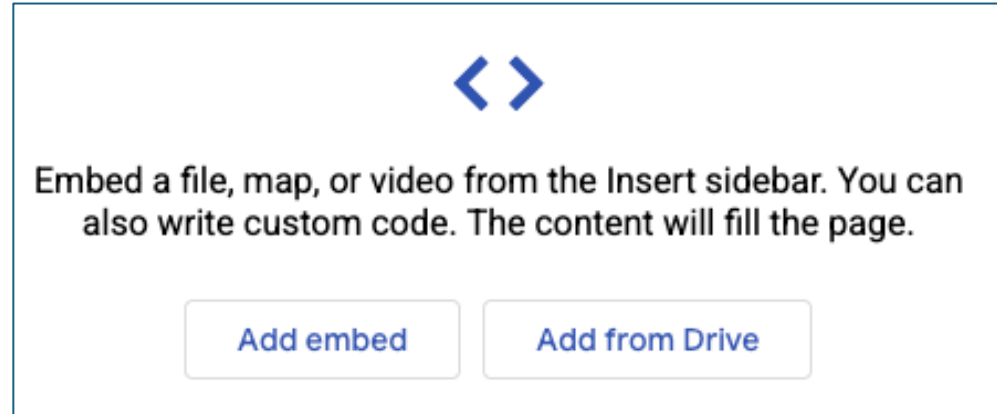 Embed a file, map, or video from the Insert sidebar. You can
also write custom code. The content will fill the page.
Add embed
Add from Drive